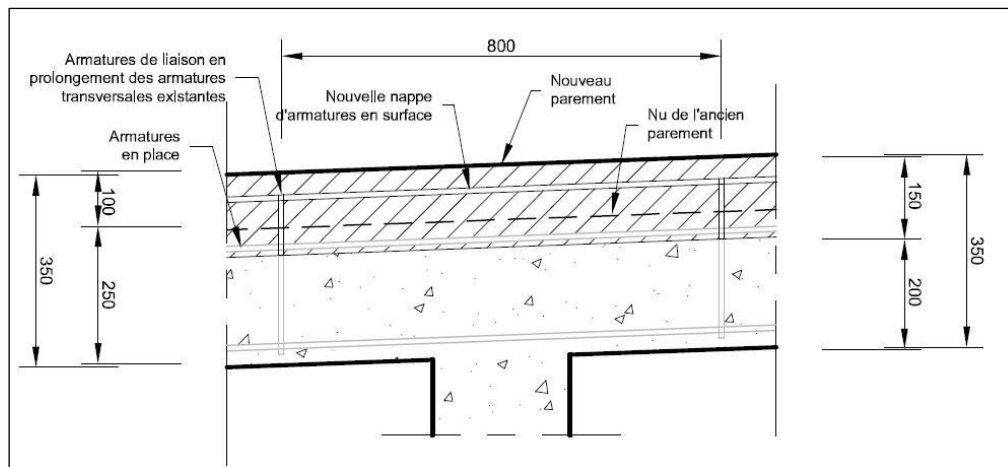 800
Armatures de liaison en
prolongement des armatures
transversales existantes
Nouvelle nappe
d'armatures en surface
Nouveau
parement
Nu de l'ancien
parement
Armatures
en place
100
250
350
150
200
350